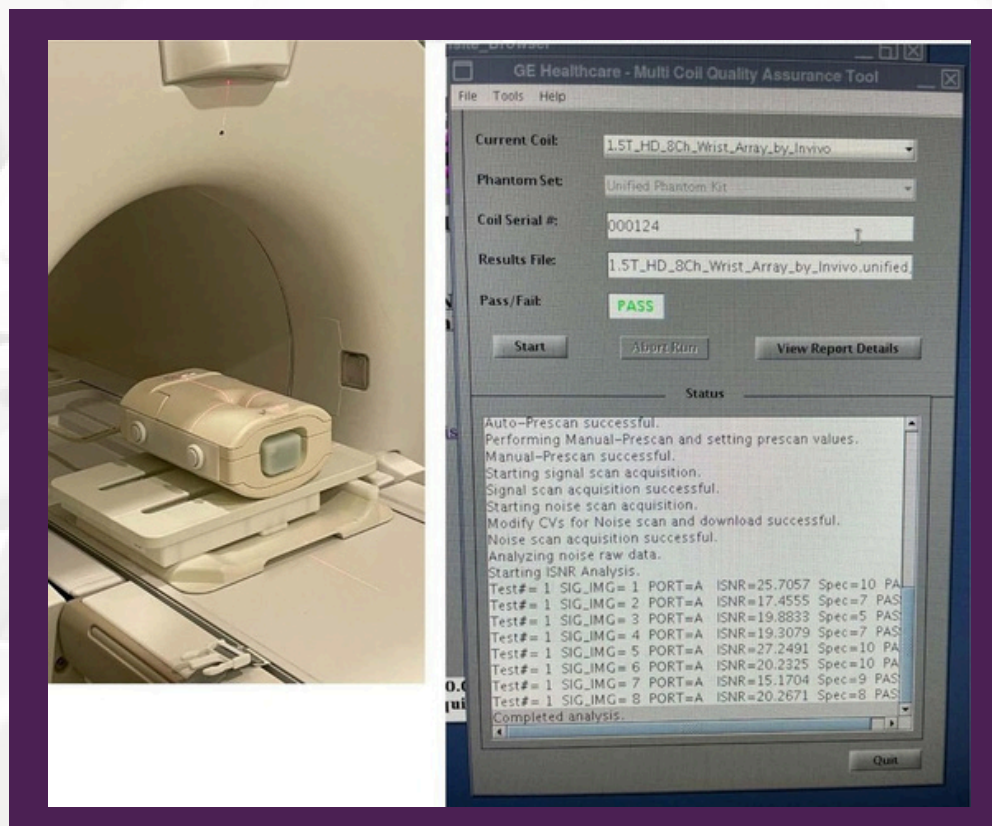 GE Healthcare - Multi Coil Quality Assurance Tool
File Tools Help
Current Coil: 1.5T_HD_8Ch_Wrist_Array_by_Invivo
Phantom Set: Unified Phantom Kit
Coil Serial #: 000124
Results File: 1.5T_HD_8Ch_Wrist_Array_by_Invivo.unified.
Pass/Fail: PASS
Start Abort Run View Report Details
Status
Auto-Prescan successful.
Performing Manual-Prescan and setting prescan values.
Manual-Prescan successful.
Starting signal scan acquisition.
Signal scan acquisition successful.
Starting noise scan acquisition.
Modify CVs for Noise scan and download successful.
Noise scan acquisition successful.
Analyzing noise raw data.
Starting ISNR Analysis.
Test#= 1 SIG_IMG= 1 PORT=A ISNR=25.7057 Spec=10 PA
Test#= 1 SIG_IMG= 2 PORT=A ISNR=17.4555 Spec=7 PAS
Test#= 1 SIG_IMG= 3 PORT=A ISNR=19.8833 Spec=5 PAS
Test#= 1 SIG_IMG= 4 PORT=A ISNR=19.3079 Spec=7 PAS
Test#= 1 SIG_IMG= 5 PORT=A ISNR=27.2491 Spec=10 PA
Test#= 1 SIG_IMG= 6 PORT=A ISNR=20.2325 Spec=10 PA
Test#= 1 SIG_IMG= 7 PORT=A ISNR=15.1704 Spec=9 PAS
Test#= 1 SIG_IMG= 8 PORT=A ISNR=20.2671 Spec=8 PAS
Completed analysis.
Quit